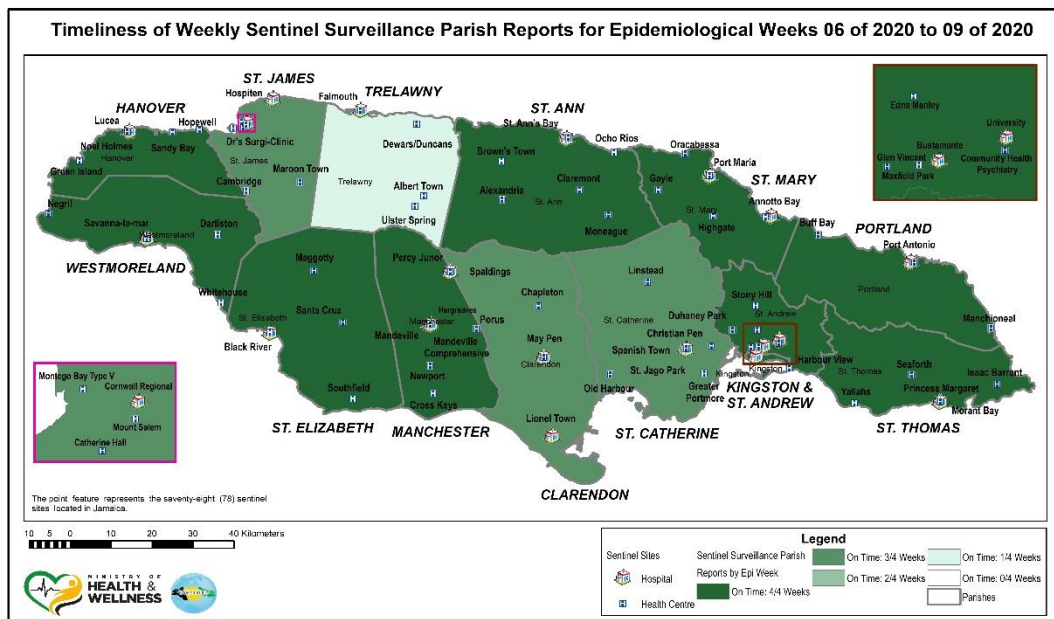 Timeliness of Weekly Sentinel Surveillance Parish Reports for Epidemiological Weeks 06 of 2020 to 09 of 2020
ST. JAMES
Hospiten
TRELAWNY
Falmouth
HANOVER
Lucea
Hopewell
ST. ANN
St. Ann's Bay
Ocho Rios
Edna Manley
University
Bustamante
Glen Vincent
Community Health
Psychiatry
Maxfield Park
Noel Holmes
Hanover
Sandy Bay
Green Island
Dr's Surgi-Clinic
St. James
Maroon Town
Cambridge
Dewars/Duncans
Trelawny
Albert Town
Ulster Spring
Brown's Town
Alexandria
Claremont
St. Ann
Moneague
Oracabessa
Port Maria
Gayle
ST. MARY
St. Mary
Annotto Bay
Highgate
Buff Bay
PORTLAND
Port Antonio
Portland
Manchioneal
Negril
Savanna-la-mar
Westmoreland
Darliston
WESTMORELAND
Whitehouse
Maggotty
St. Elizabeth
Santa Cruz
Black River
Southfield
ST. ELIZABETH
Percy Junor
Spaldings
Hargreaves
Manchester
Mandeville
Mandeville
Comprehensive
Porus
Newport
Cross Keys
MANCHESTER
Chapleton
May Pen
Clarendon
Lionel Town
CLARENDON
Linstead
St. Catherine
Duhaney Park
Christian Pen
Spanish Town
St. Jago Park
Old Harbour
Greater
Portmore
ST. CATHERINE
Stony Hill
St. Andrew
Kingston
Kingston
Harbour View
KINGSTON &
ST. ANDREW
St. Thomas
Seaforth
Isaac Barrant
Yallahs
Princess Margaret
Morant Bay
ST. THOMAS
Montego Bay Type V
Cornwall Regional
Mount Salem
Catherine Hall
The point feature represents the seventy-eight (78) sentinel
sites located in Jamaica.
10 5 0 10 20 30 40 Kilometers
MINISTRY OF
HEALTH &
WELLNESS
Legend
Sentinel Sites
Hospital
Health Centre
Sentinel Surveillance Parish
Reports by Epi Week
On Time: 4/4 Weeks
On Time: 3/4 Weeks
On Time: 2/4 Weeks
On Time: 1/4 Weeks
On Time: 0/4 Weeks
Parishes